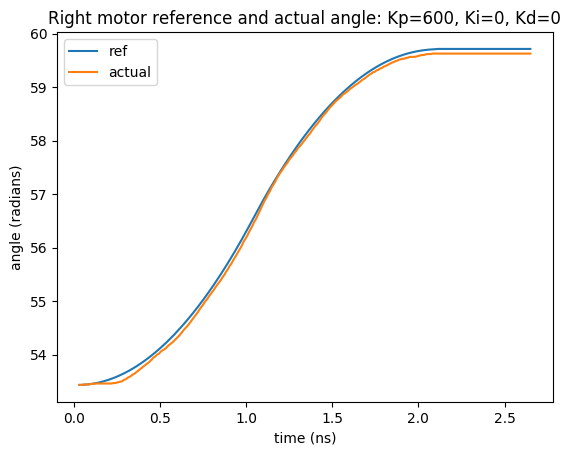 Right motor reference and actual angle: Kp=600, Ki=0, Kd=0
ref
actual
angle (radians)
60
59
58
57
56
55
54
0.0
0.5
1.0
1.5
2.0
2.5
time (ns)